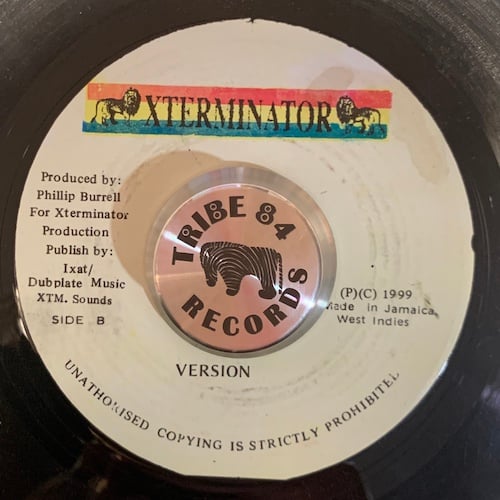 XTERMINATOR
Produced by:
Phillip Burrell
For Xterminator
Production
Publish by:
Ixat/
Dubplate Music
XTM. Sounds
SIDE B
TRIBE 84
RECORDS
(P)(C) 1999
Made in Jamaica
West Indies
VERSION
UNATHORISED COPYING IS STRICTLY PROHIBITED